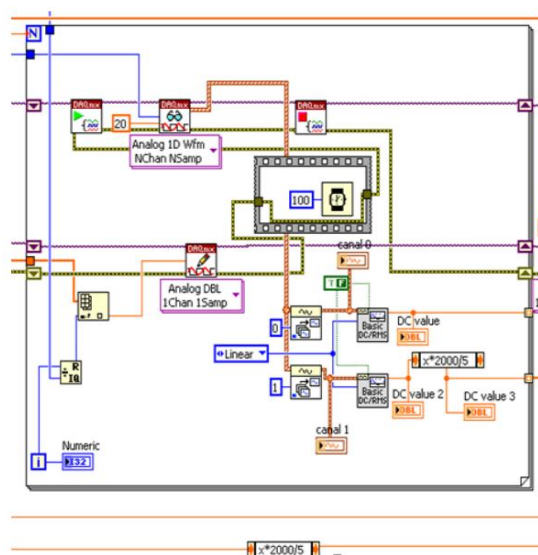 N
DAQmx
DAQmx
DAQmx
20
Analog 1D Wfm
NChan NSamp
100
canal 0
DAQmx
Analog DBL
1Chan 1Samp
T F
0
Basic
DC/RMS
DC value
DBL
Linear
x*2000/5
R
IQ
1
Basic
DC/RMS
DBL
DBL
DC value 2
DC value 3
canal 1
Numeric
i
I32
x*2000/5